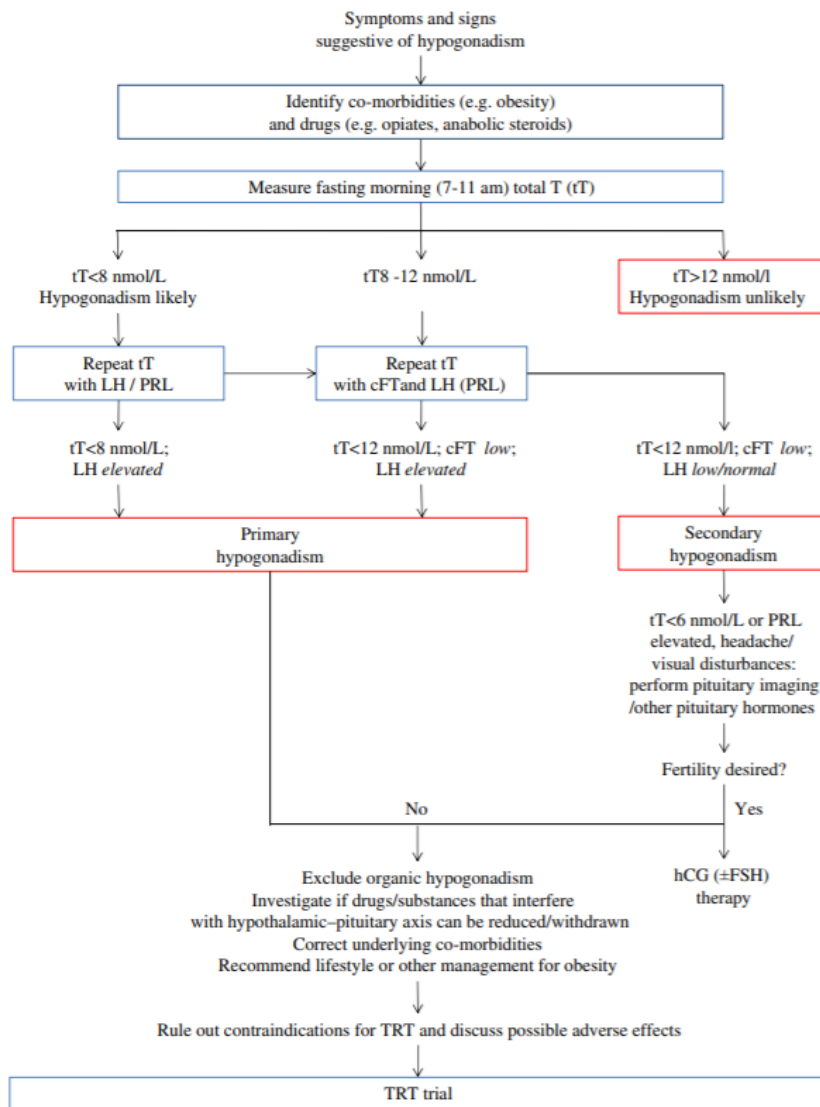 Symptoms and signs
suggestive of hypogonadism
Identify co-morbidities (e.g. obesity)
and drugs (e.g. opiates, anabolic steroids)
Measure fasting morning (7-11 am) total T (tT)
tT<8 nmol/L
Hypogonadism likely
tT8 -12 nmol/L
tT>12 nmol/l
Hypogonadism unlikely
Repeat tT
with LH / PRL
Repeat tT
with cFTand LH (PRL)
tT<8 nmol/L;
LH elevated
tT<12 nmol/L; cFT low;
LH elevated
tT<12 nmol/l; cFT low;
LH low/normal
Primary
hypogonadism
Secondary
hypogonadism
tT<6 nmol/L or PRL
elevated, headache/
visual disturbances:
perform pituitary imaging
/other pituitary hormones
Fertility desired?
No
Yes
Exclude organic hypogonadism
Investigate if drugs/substances that interfere
with hypothalamic–pituitary axis can be reduced/withdrawn
Correct underlying co-morbidities
Recommend lifestyle or other management for obesity
hCG (±FSH)
therapy
Rule out contraindications for TRT and discuss possible adverse effects
TRT trial